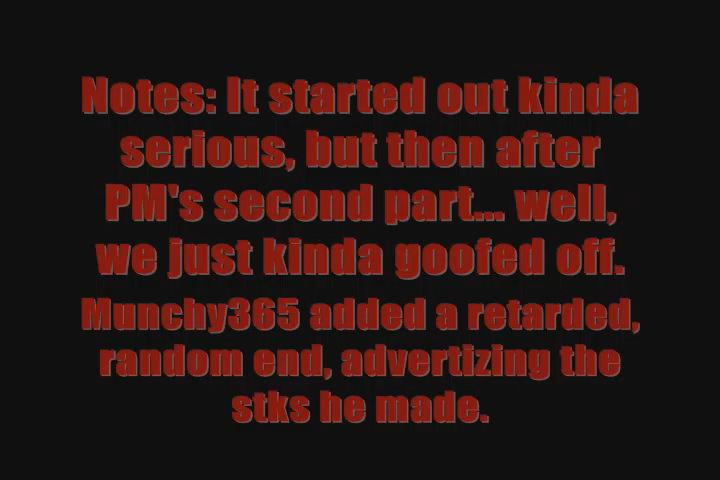 Notes: It started out kinda
serious, but then after
PM's second part... well,
we just kinda goofed off.
Munchy365 added a retarded,
random end, advertizing the
stks he made.